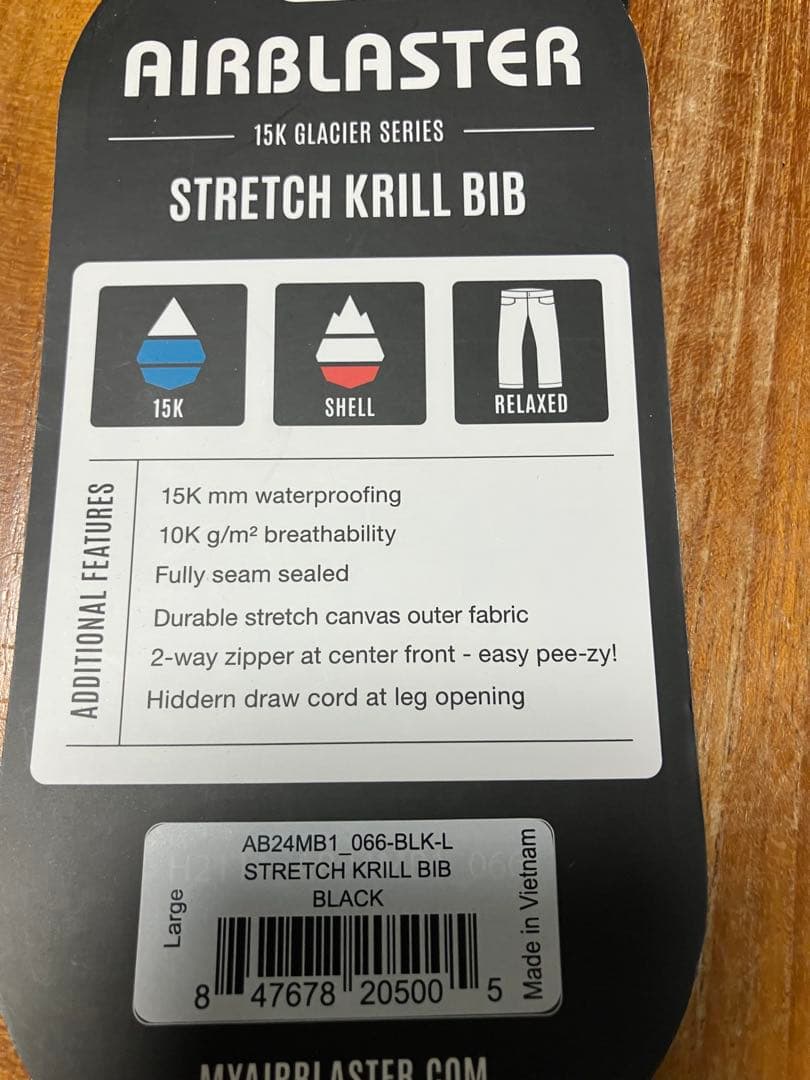 AIRBLASTER
15K GLACIER SERIES
STRETCH KRILL BIB
15K
SHELL
RELAXED
ADDITIONAL FEATURES
15K mm waterproofing
10K g/m² breathability
Fully seam sealed
Durable stretch canvas outer fabric
2-way zipper at center front - easy pee-zy!
Hiddern draw cord at leg opening
AB24MB1_066-BLK-L
STRETCH KRILL BIB
BLACK
Large
Made in Vietnam
8 47678 20500 5
MYAIRBLASTER.COM